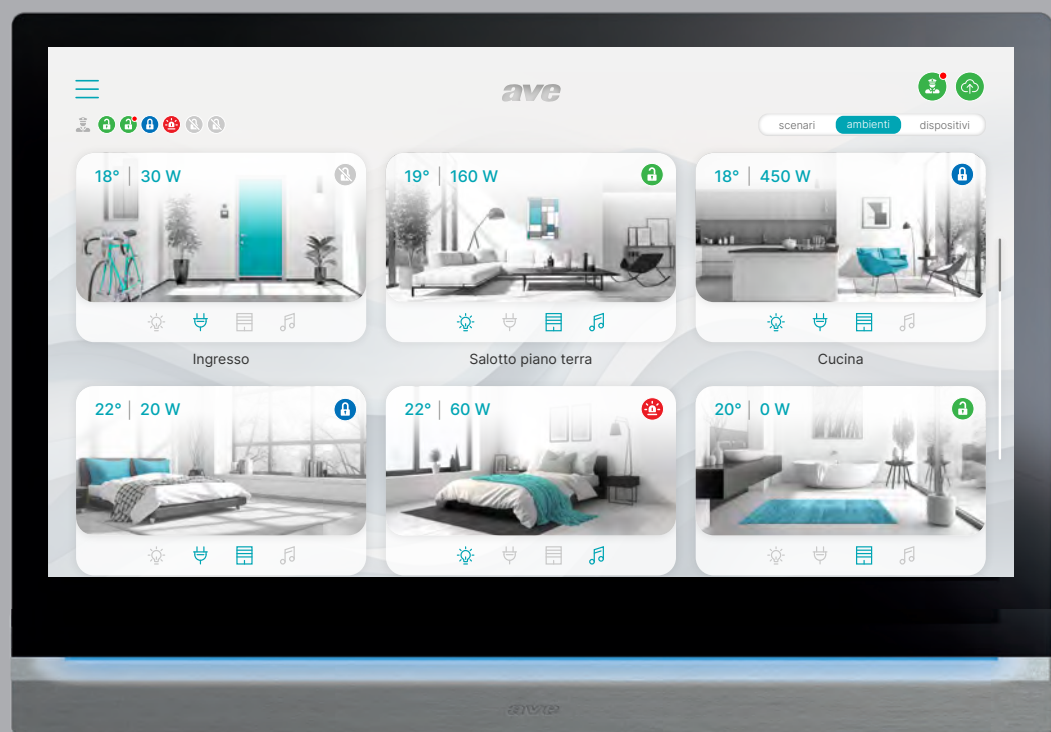 ave
scenari ambienti dispositivi
18° | 30 W
19° | 160 W
18° | 450 W
Ingresso
Salotto piano terra
Cucina
22° | 20 W
22° | 60 W
20° | 0 W
ave